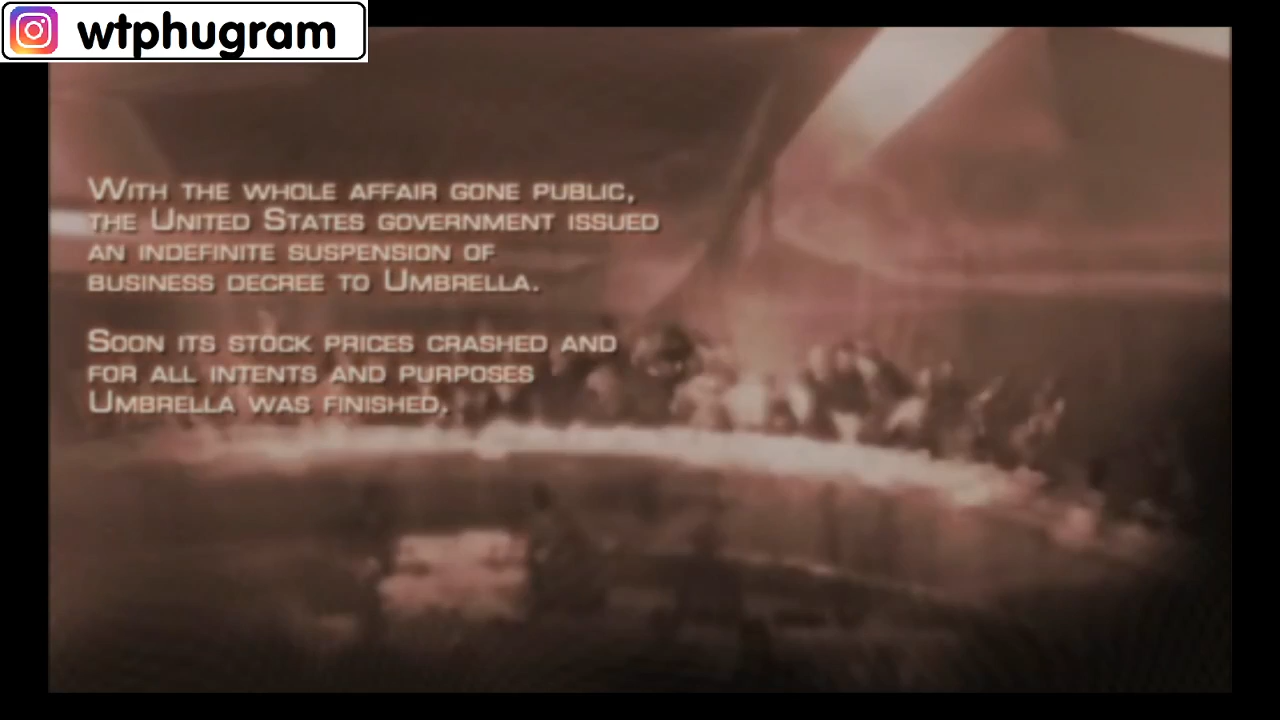 wtphugram
With the whole affair gone public,
the United States government issued
an indefinite suspension of
business decree to Umbrella.
Soon its stock prices crashed and
for all intents and purposes
Umbrella was finished.